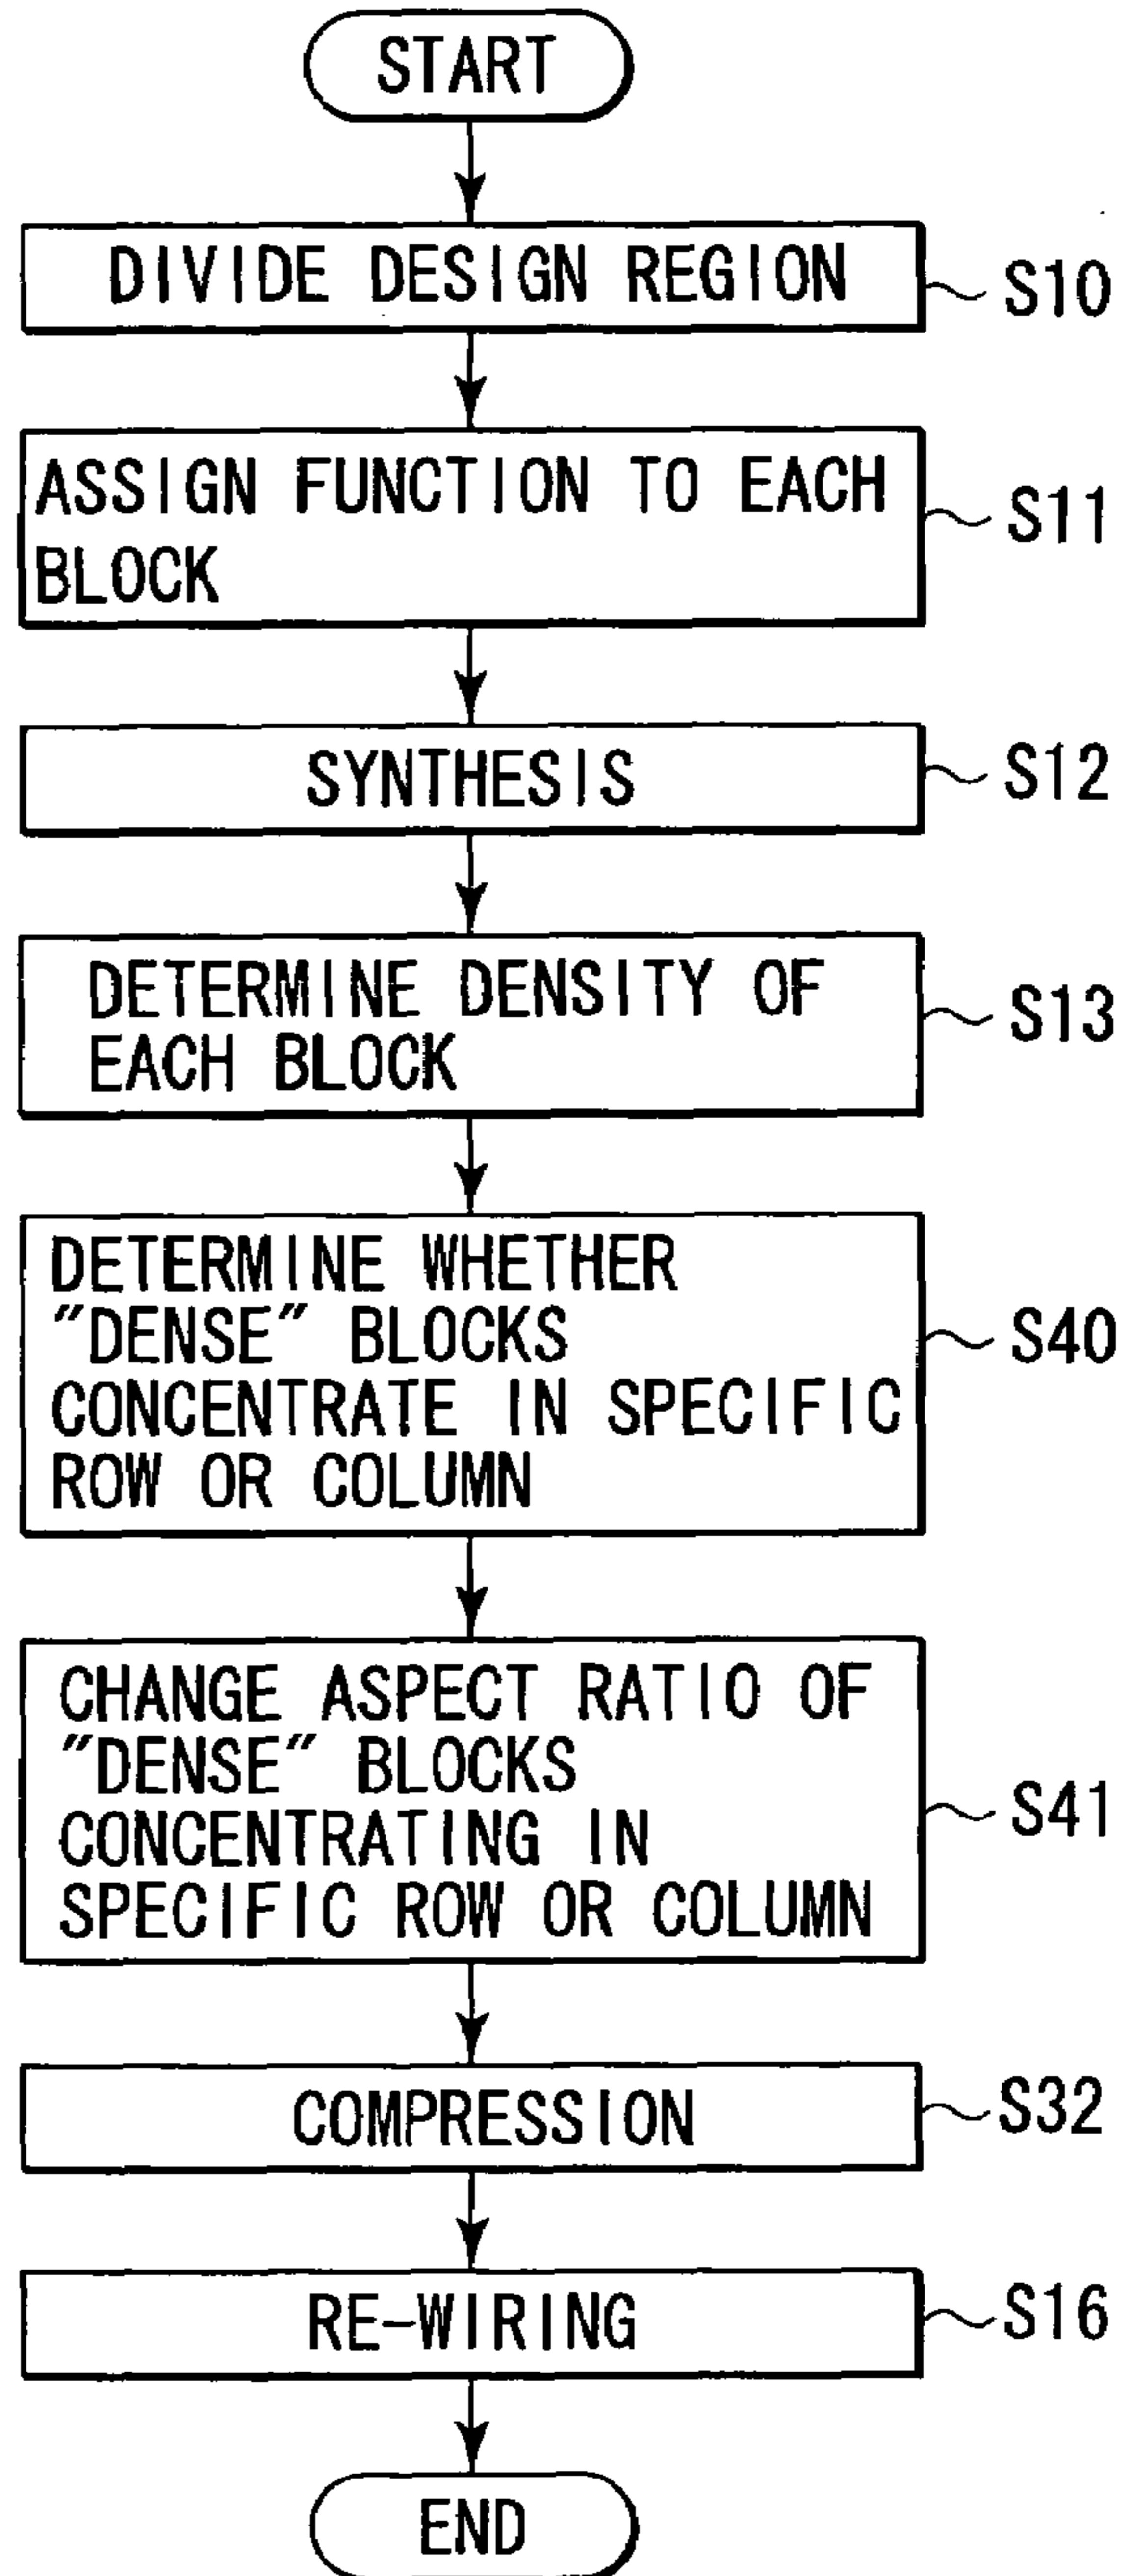 START
DIVIDE DESIGN REGION
S10
ASSIGN FUNCTION TO EACH
BLOCK
S11
SYNTHESIS
S12
DETERMINE DENSITY OF
EACH BLOCK
S13
DETERMINE WHETHER
"DENSE" BLOCKS
CONCENTRATE IN SPECIFIC
ROW OR COLUMN
S40
CHANGE ASPECT RATIO OF
"DENSE" BLOCKS
CONCENTRATING IN
SPECIFIC ROW OR COLUMN
S41
COMPRESSION
S32
RE-WIRING
S16
END